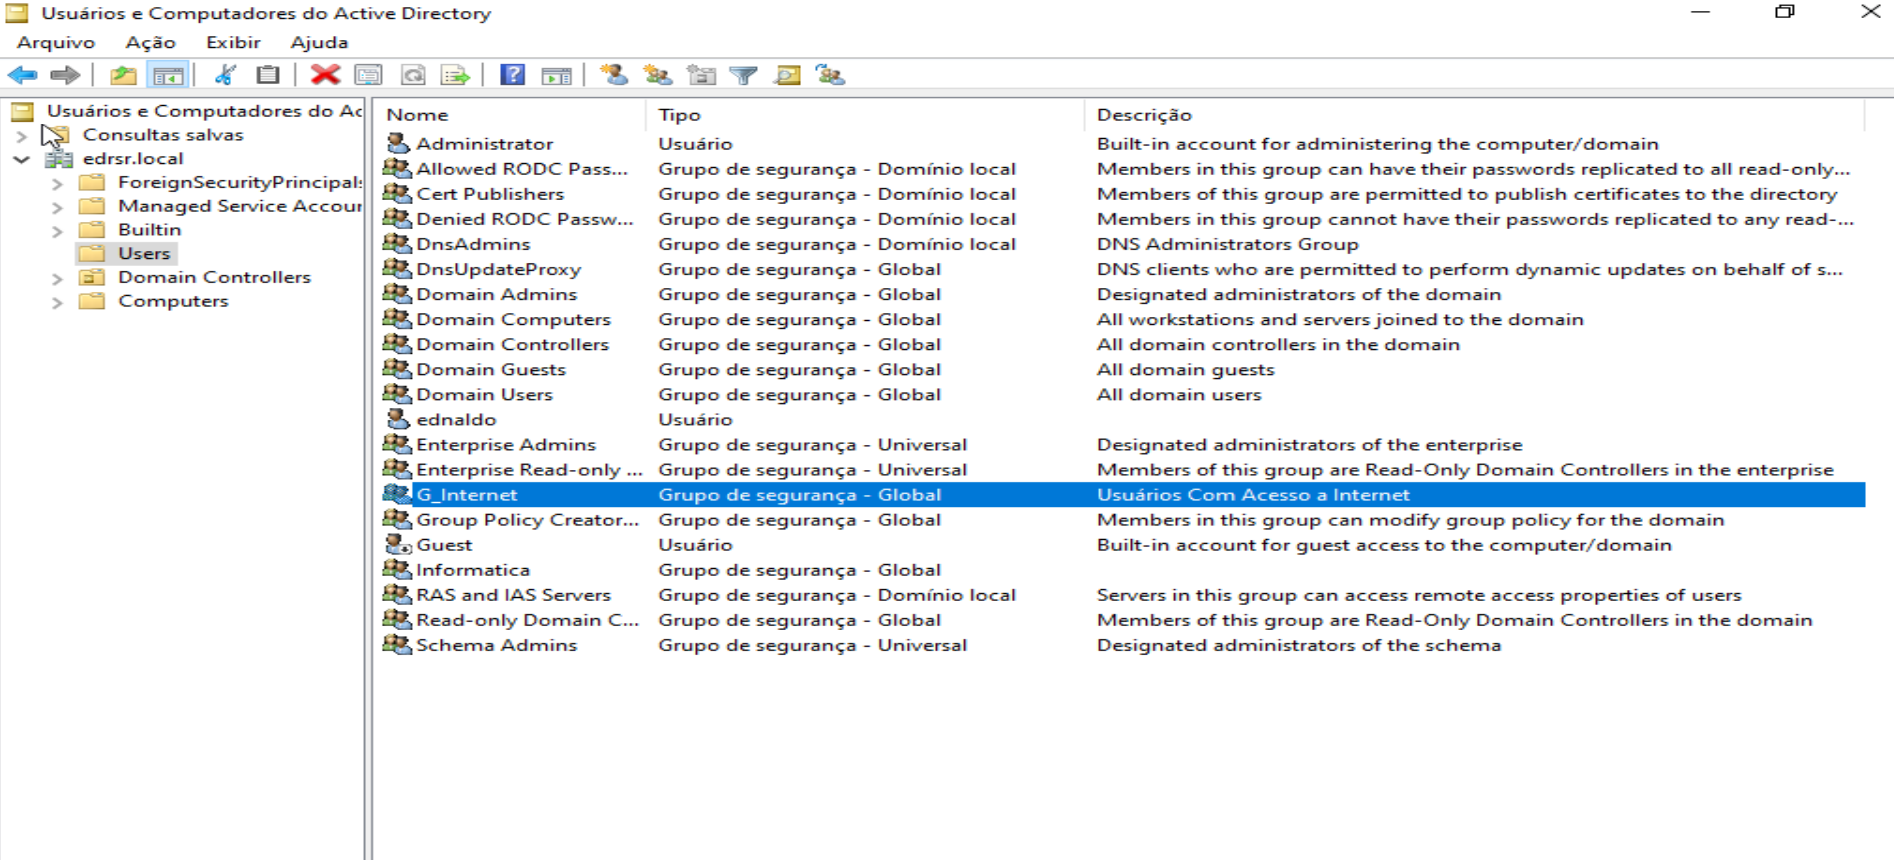 Usuários e Computadores do Active Directory
Arquivo Ação Exibir Ajuda
Usuários e Computadores do Ac
Consultas salvas
edrsr.local
ForeignSecurityPrincipal:
Managed Service Accour
Builtin
Users
Domain Controllers
Computers
Nome Tipo Descrição
Administrator Usuário Built-in account for administering the computer/domain
Allowed RODC Pass... Grupo de segurança - Domínio local Members in this group can have their passwords replicated to all read-only...
Cert Publishers Grupo de segurança - Domínio local Members of this group are permitted to publish certificates to the directory
Denied RODC Passw... Grupo de segurança - Domínio local Members in this group cannot have their passwords replicated to any read-...
DnsAdmins Grupo de segurança - Domínio local DNS Administrators Group
DnsUpdateProxy Grupo de segurança - Global DNS clients who are permitted to perform dynamic updates on behalf of s...
Domain Admins Grupo de segurança - Global Designated administrators of the domain
Domain Computers Grupo de segurança - Global All workstations and servers joined to the domain
Domain Controllers Grupo de segurança - Global All domain controllers in the domain
Domain Guests Grupo de segurança - Global All domain guests
Domain Users Grupo de segurança - Global All domain users
ednaldo Usuário
Enterprise Admins Grupo de segurança - Universal Designated administrators of the enterprise
Enterprise Read-only ... Grupo de segurança - Universal Members of this group are Read-Only Domain Controllers in the enterprise
G_Internet Grupo de segurança - Global Usuários Com Acesso a Internet
Group Policy Creator... Grupo de segurança - Global Members in this group can modify group policy for the domain
Guest Usuário Built-in account for guest access to the computer/domain
Informatica Grupo de segurança - Global
RAS and IAS Servers Grupo de segurança - Domínio local Servers in this group can access remote access properties of users
Read-only Domain C... Grupo de segurança - Global Members of this group are Read-Only Domain Controllers in the domain
Schema Admins Grupo de segurança - Universal Designated administrators of the schema